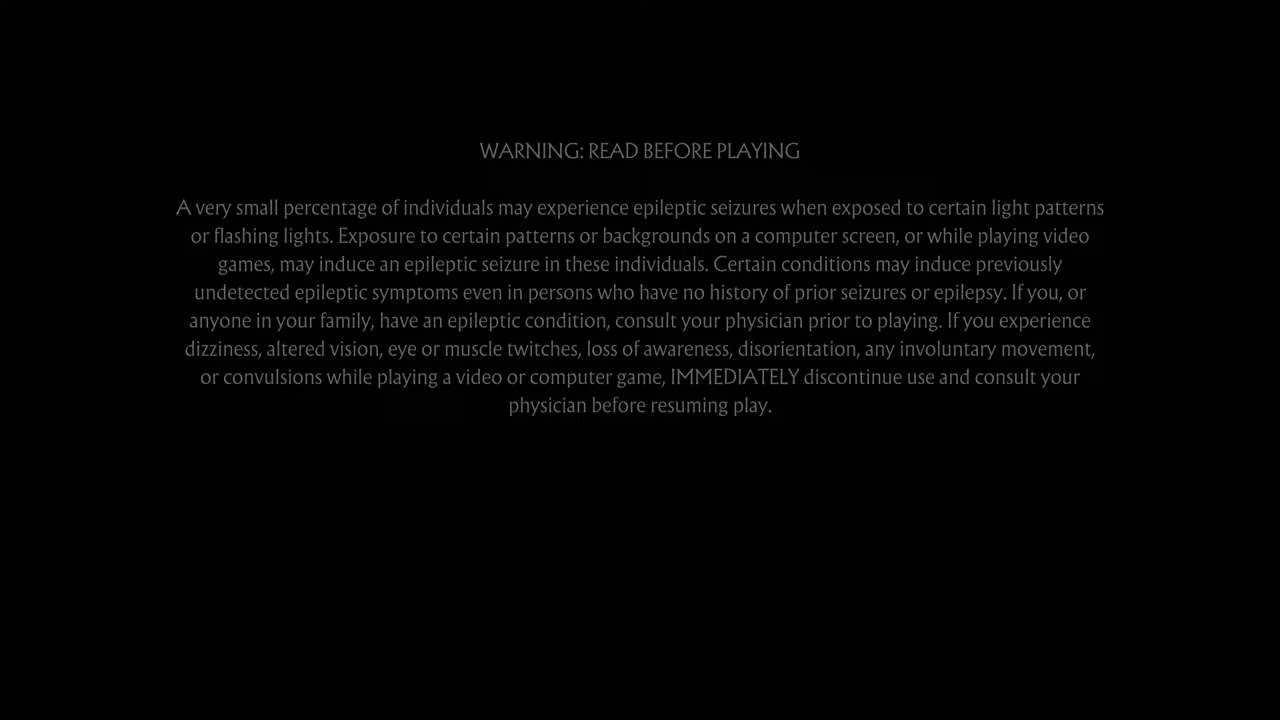 WARNING: READ BEFORE PLAYING
A very small percentage of individuals may experience epileptic seizures when exposed to certain light patterns
or flashing lights. Exposure to certain patterns or backgrounds on a computer screen, or while playing video
games, may induce an epileptic seizure in these individuals. Certain conditions may induce previously
undetected epileptic symptoms even in persons who have no history of prior seizures or epilepsy. If you, or
anyone in your family, have an epileptic condition, consult your physician prior to playing. If you experience
dizziness, altered vision, eye or muscle twitches, loss of awareness, disorientation, any involuntary movement,
or convulsions while playing a video or computer game, IMMEDIATELY discontinue use and consult your
physician before resuming play.